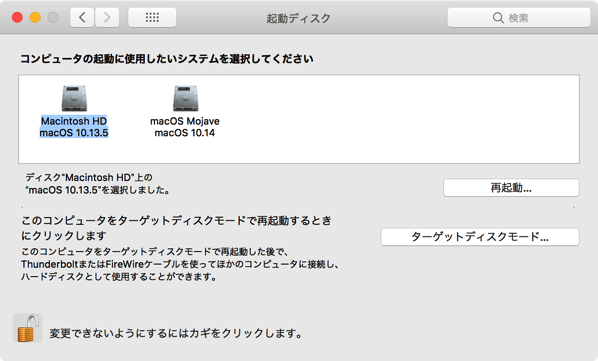 起動ディスク
検索
コンピュータの起動に使用したいシステムを選択してください
Macintosh HD
macOS 10.13.5
macOS Mojave
macOS 10.14
ディスク"Macintosh HD"上の
"macOS 10.13.5"を選択しました。
再起動...
このコンピュータをターゲットディスクモードで再起動するとき
にクリックします
ターゲットディスクモード...
このコンピュータをターゲットディスクモードで再起動した後で、
ThunderboltまたはFireWireケーブルを使ってほかのコンピュータに接続し、
ハードディスクとして使用することができます。
変更できないようにするにはカギをクリックします。